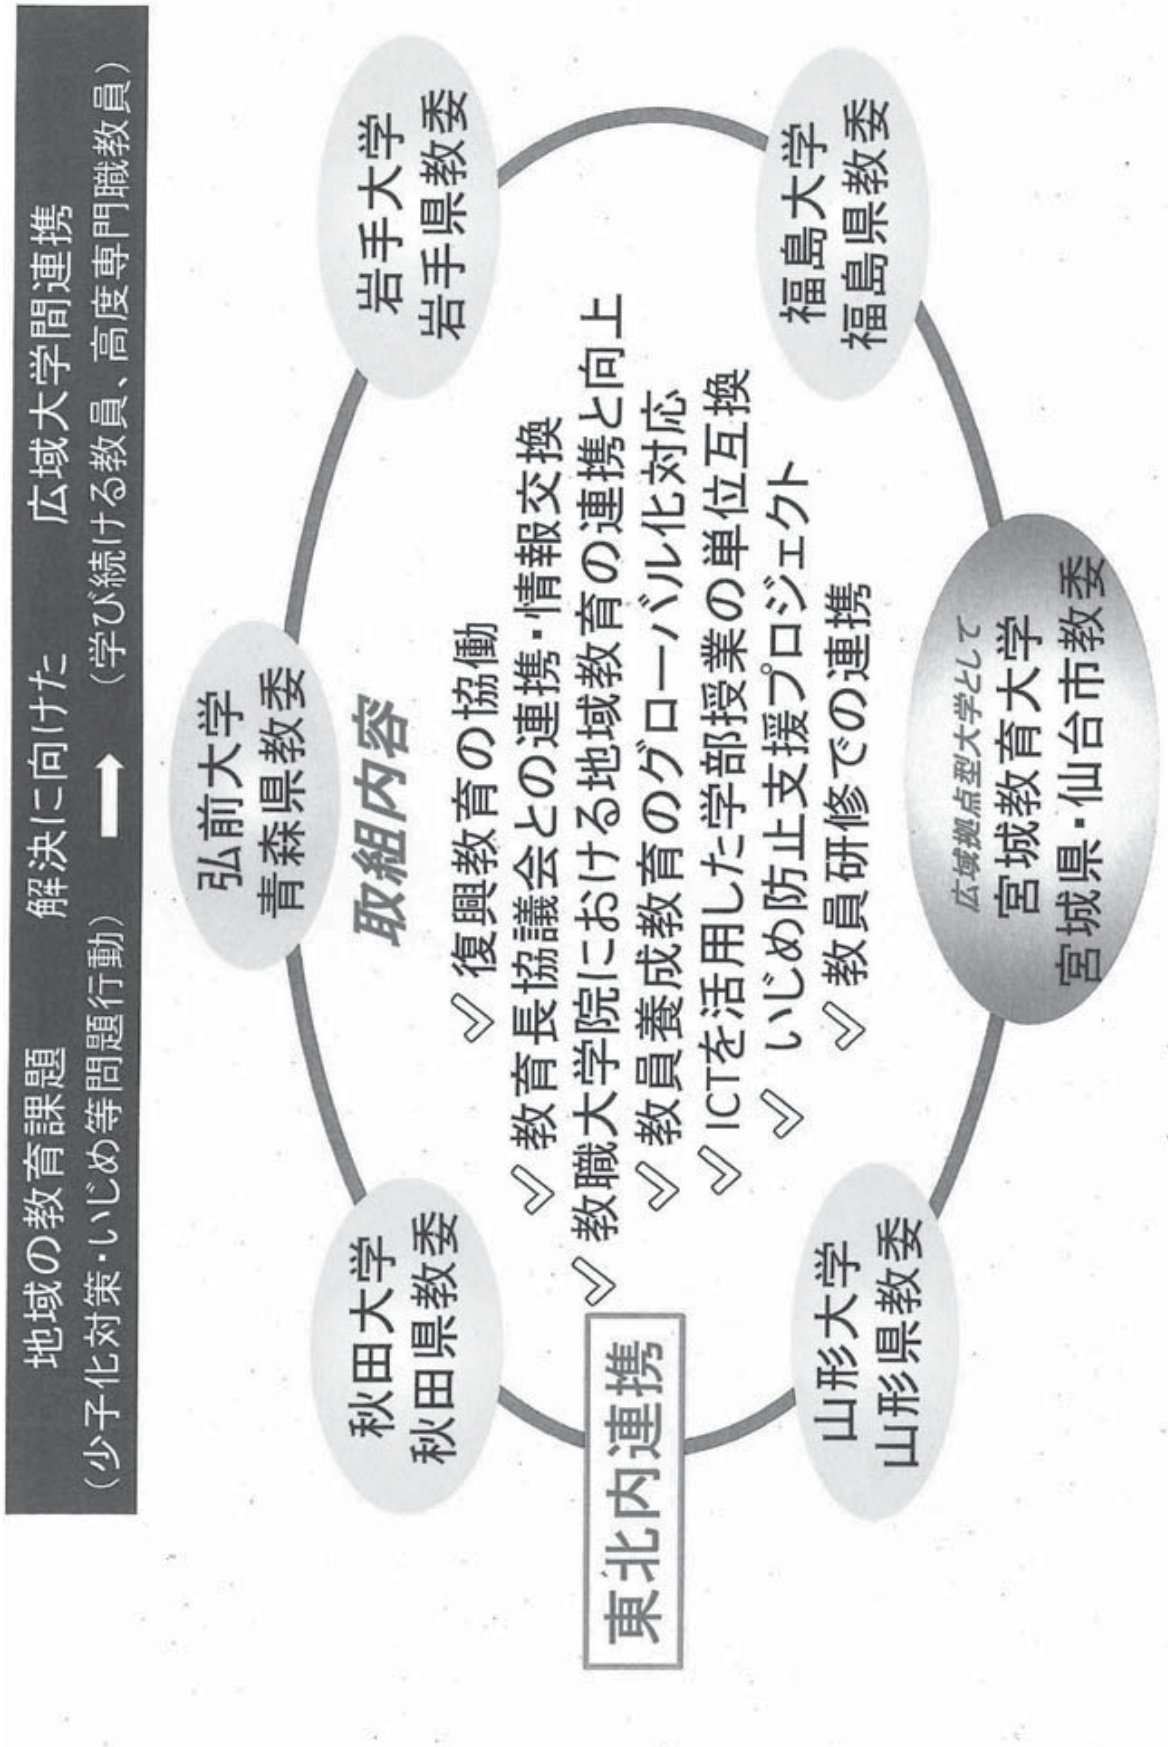 地域の教育課題　解決に向けた　広域大学間連携
（少子化対策・いじめ等問題行動）　➡　（学び続ける教員、高度専門職教員）
弘前大学
青森県教委
秋田大学
秋田県教委
岩手大学
岩手県教委
取組内容
復興教育の協働
教育長協議会との連携・情報交換
教職大学院における地域教育の連携と向上
教員養成教育のグローバル化対応
ICTを活用した学部授業の単位互換
いじめ防止支援プロジェクト
教員研修での連携
東北内連携
山形大学
山形県教委
福島大学
福島県教委
広域拠点型大学として
宮城教育大学
宮城県・仙台市教委